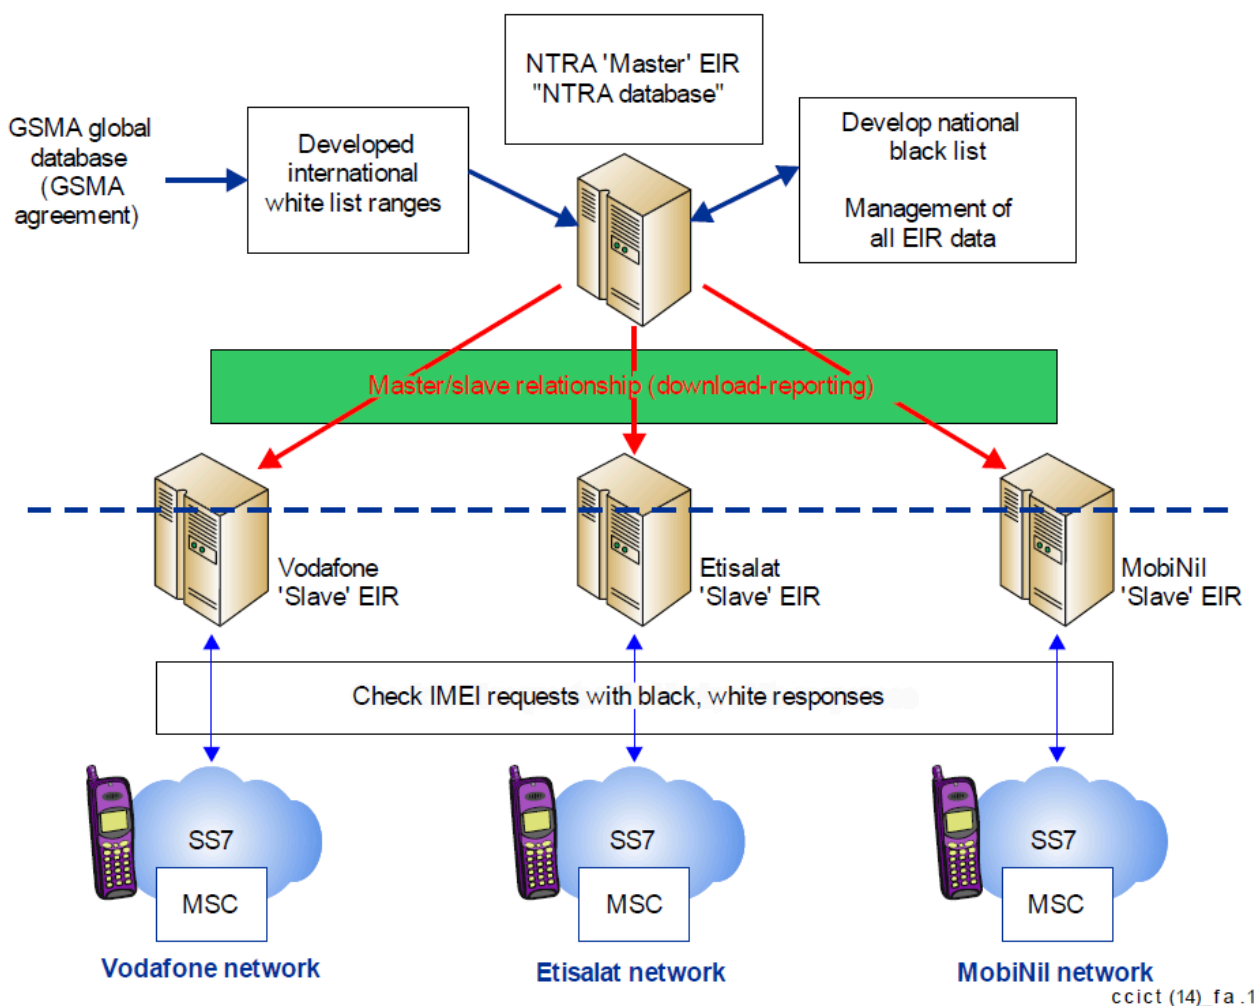 NTRA 'Master' EIR
"NTRA database"
GSMA global
database
(GSMA
agreement)
Developed
international
white list ranges
Develop national
black list
Management of
all EIR data
Master/slave relationship (download-reporting)
Vodafone
'Slave' EIR
Etisalat
'Slave' EIR
MobiNil
'Slave' EIR
Check IMEI requests with black, white responses
SS7
MSC
SS7
MSC
SS7
MSC
Vodafone network
Etisalat network
MobiNil network
ccict (14)_fa .1